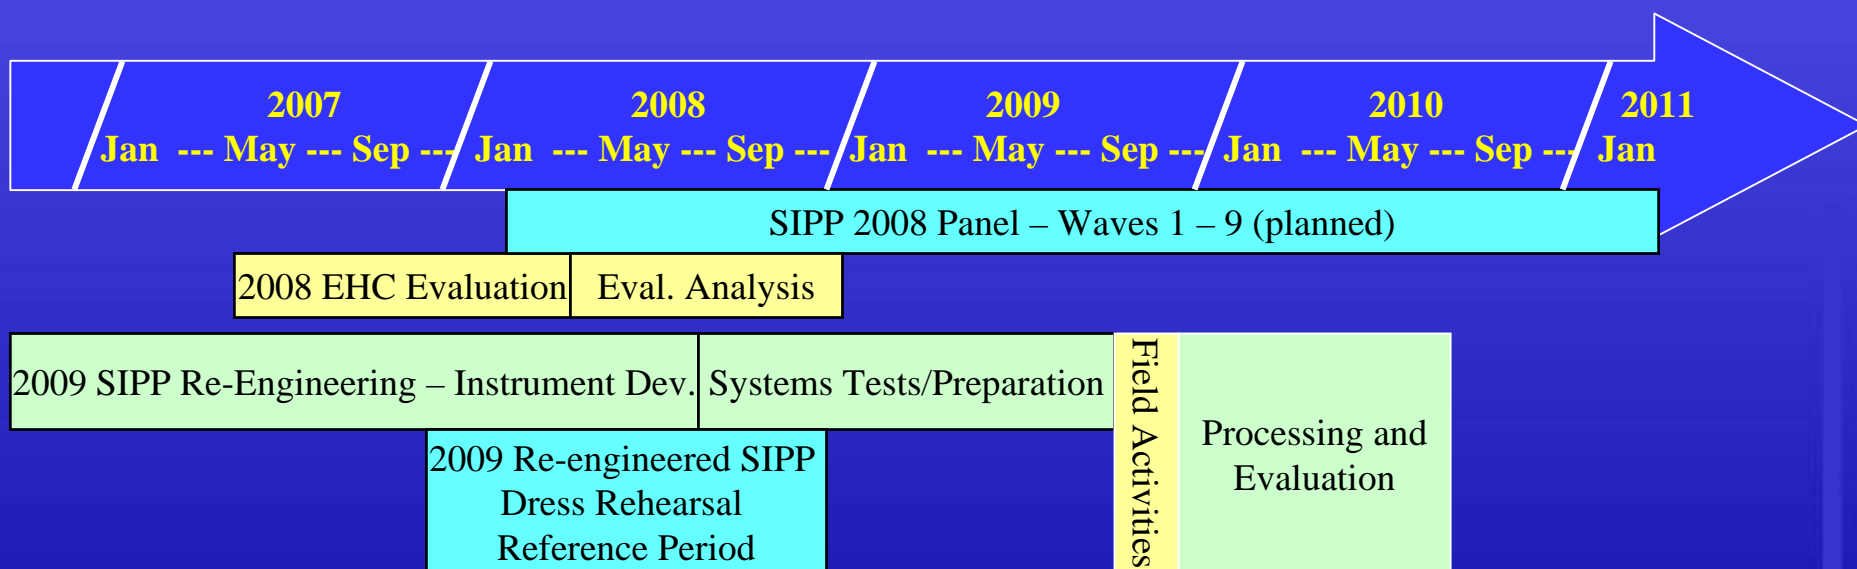 2007 2008 2009 2010 2011
Jan --- May --- Sep --- Jan --- May --- Sep --- Jan --- May --- Sep --- Jan --- May --- Sep --- Jan
SIPP 2008 Panel – Waves 1 – 9 (planned)
2008 EHC Evaluation Eval. Analysis
2009 SIPP Re-Engineering – Instrument Dev. Systems Tests/Preparation
Field Activities
Processing and
Evaluation
2009 Re-engineered SIPP
Dress Rehearsal
Reference Period